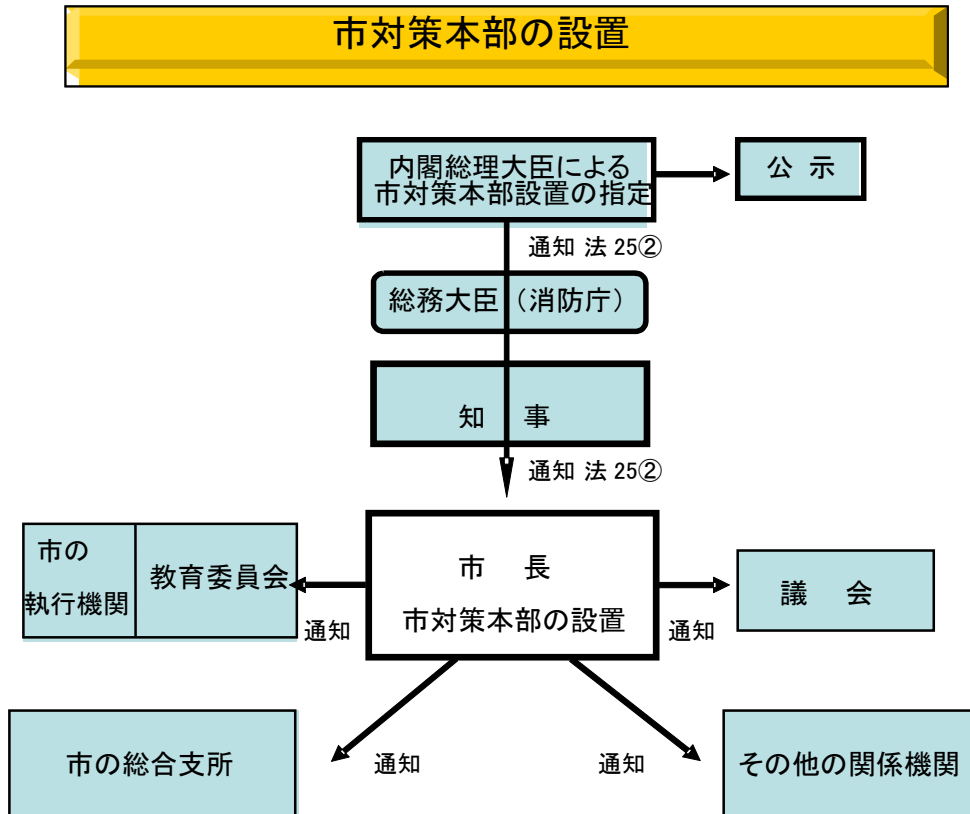 市対策本部の設置
内閣総理大臣による
市対策本部設置の指定
公 示
通知 法 25②
総務大臣（消防庁）
知 事
通知 法 25②
市 長
市対策本部の設置
市の
執行機関
教育委員会
通知
通知
議 会
市の総合支所
通知
通知
その他の関係機関